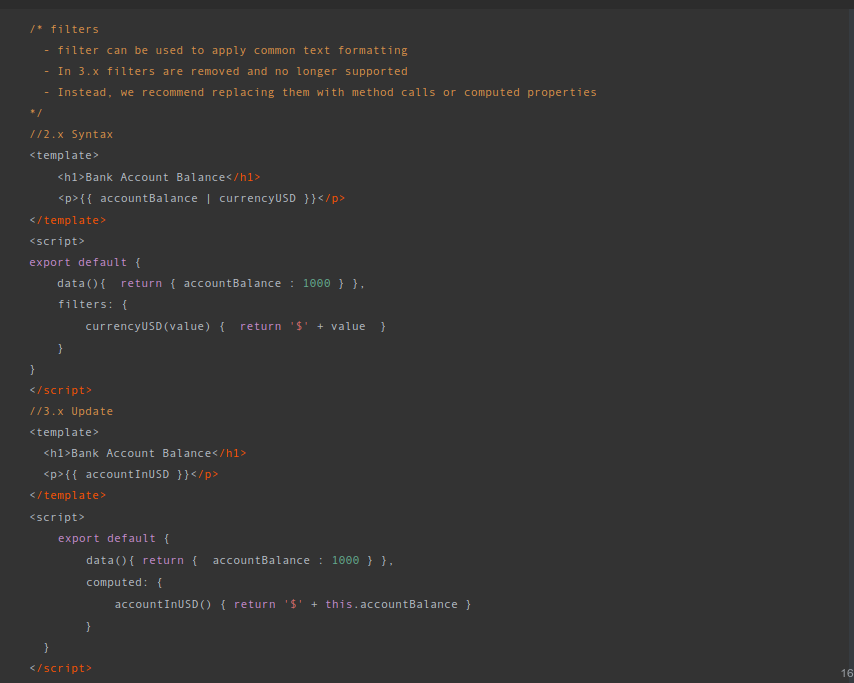 /* filters
  - filter can be used to apply common text formatting
  - In 3.x filters are removed and no longer supported
  - Instead, we recommend replacing them with method calls or computed properties
*/
//2.x Syntax
<template>
    <h1>Bank Account Balance</h1>
    <p>{{ accountBalance | currencyUSD }}</p>
</template>
<script>
export default {
    data(){  return { accountBalance : 1000 } },
    filters: {
        currencyUSD(value) {  return '$' + value  }
    }
}
</script>
//3.x Update
<template>
  <h1>Bank Account Balance</h1>
  <p>{{ accountInUSD }}</p>
</template>
<script>
    export default {
        data(){ return {  accountBalance : 1000 } },
        computed: {
            accountInUSD() { return '$' + this.accountBalance }
        }
  }
</script>
16